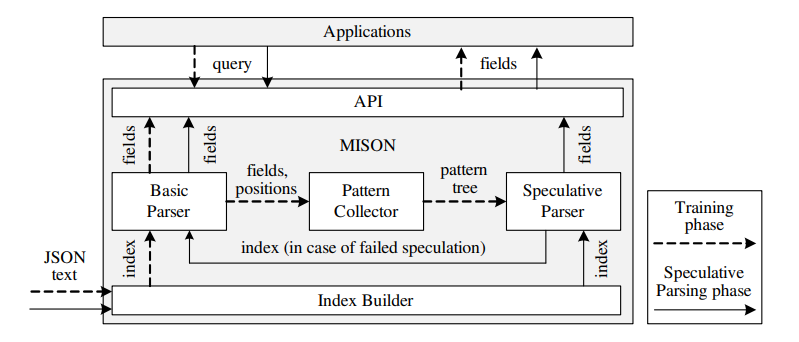 Applications
query
fields
API
MISON
fields
fields
fields
Basic
Parser
fields,
positions
Pattern
Collector
pattern
tree
Speculative
Parser
index (in case of failed speculation)
index
index
JSON
text
Index Builder
Training
phase
Speculative
Parsing phase